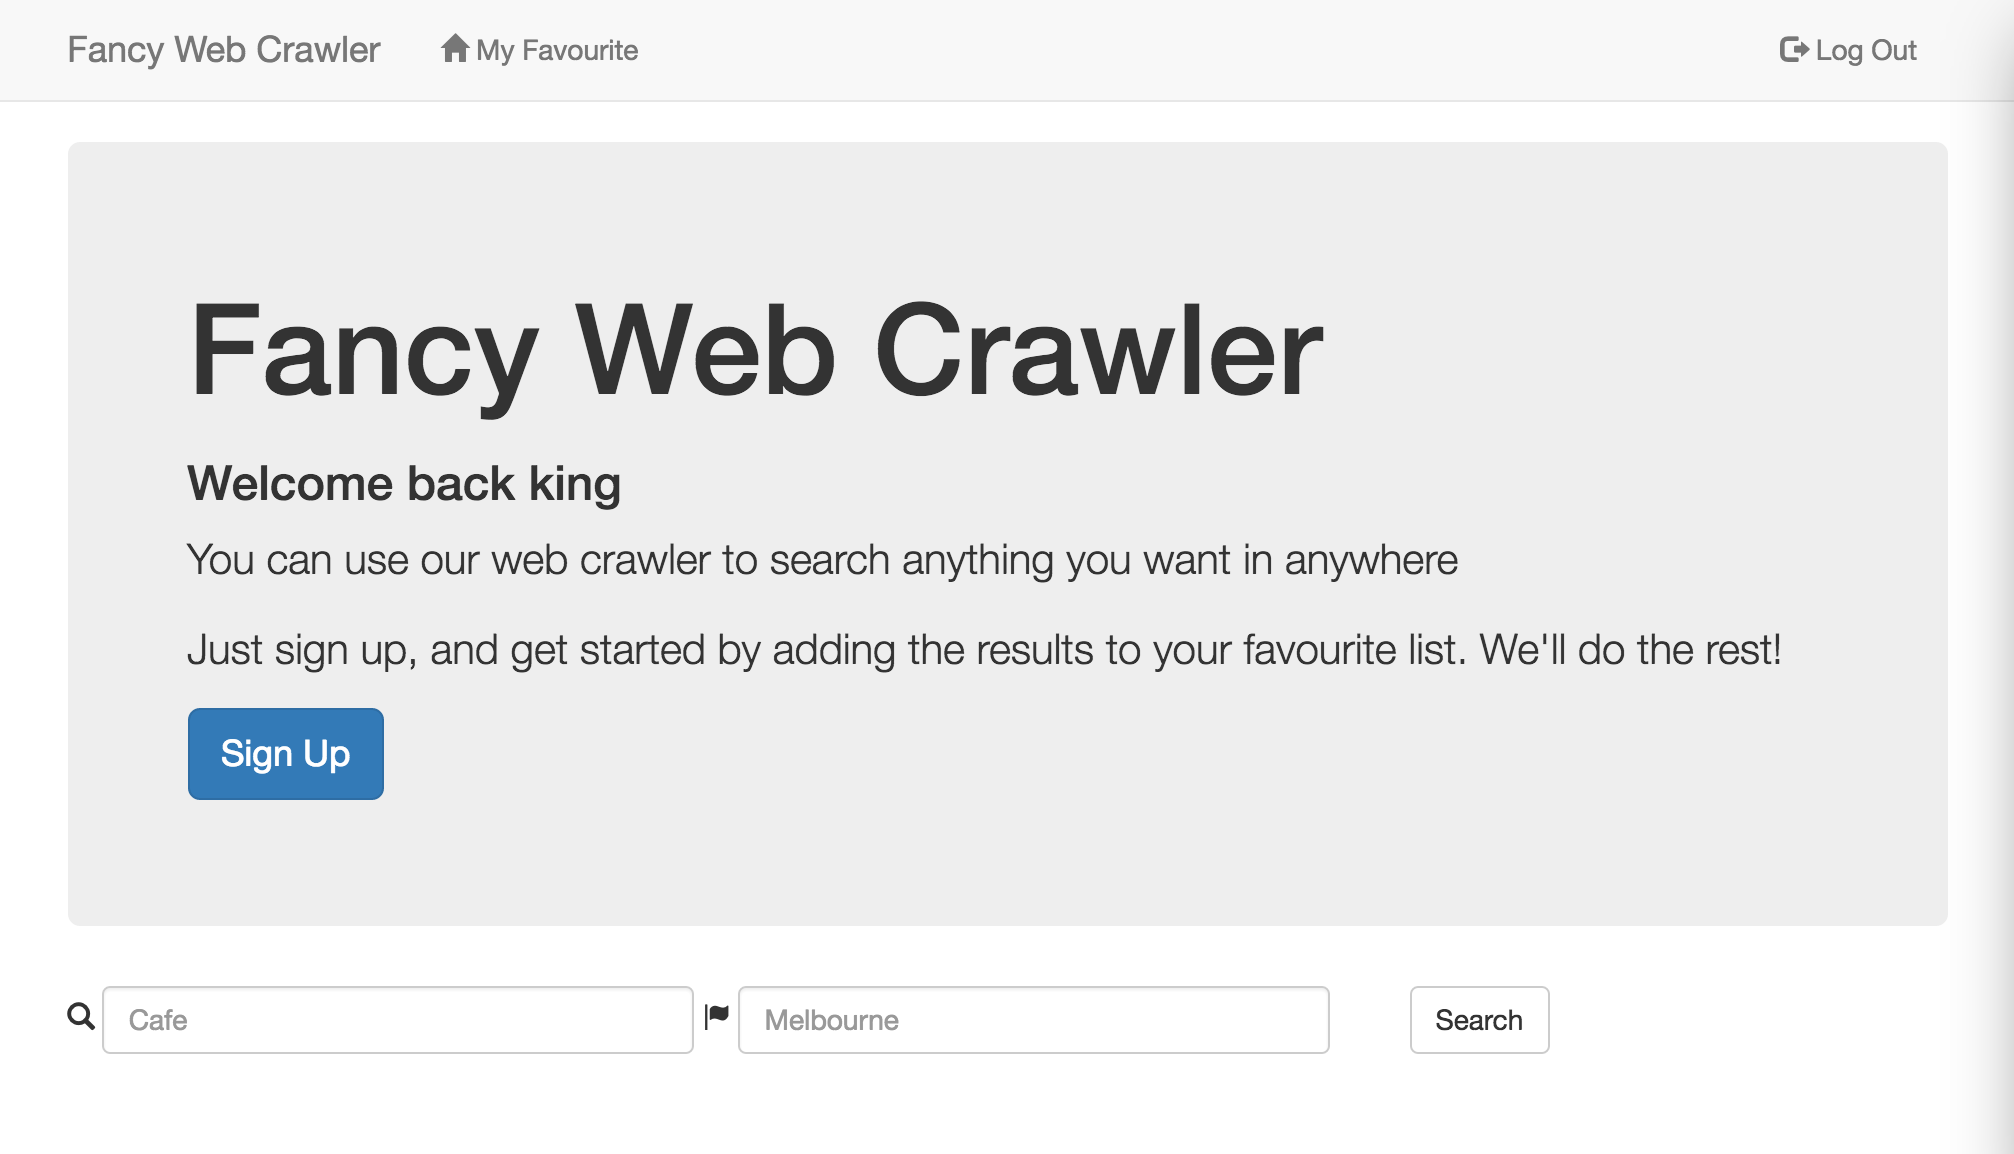 Fancy Web Crawler
My Favourite
Log Out
Fancy Web Crawler
Welcome back king
You can use our web crawler to search anything you want in anywhere
Just sign up, and get started by adding the results to your favourite list. We'll do the rest!
Sign Up
Cafe
Melbourne
Search